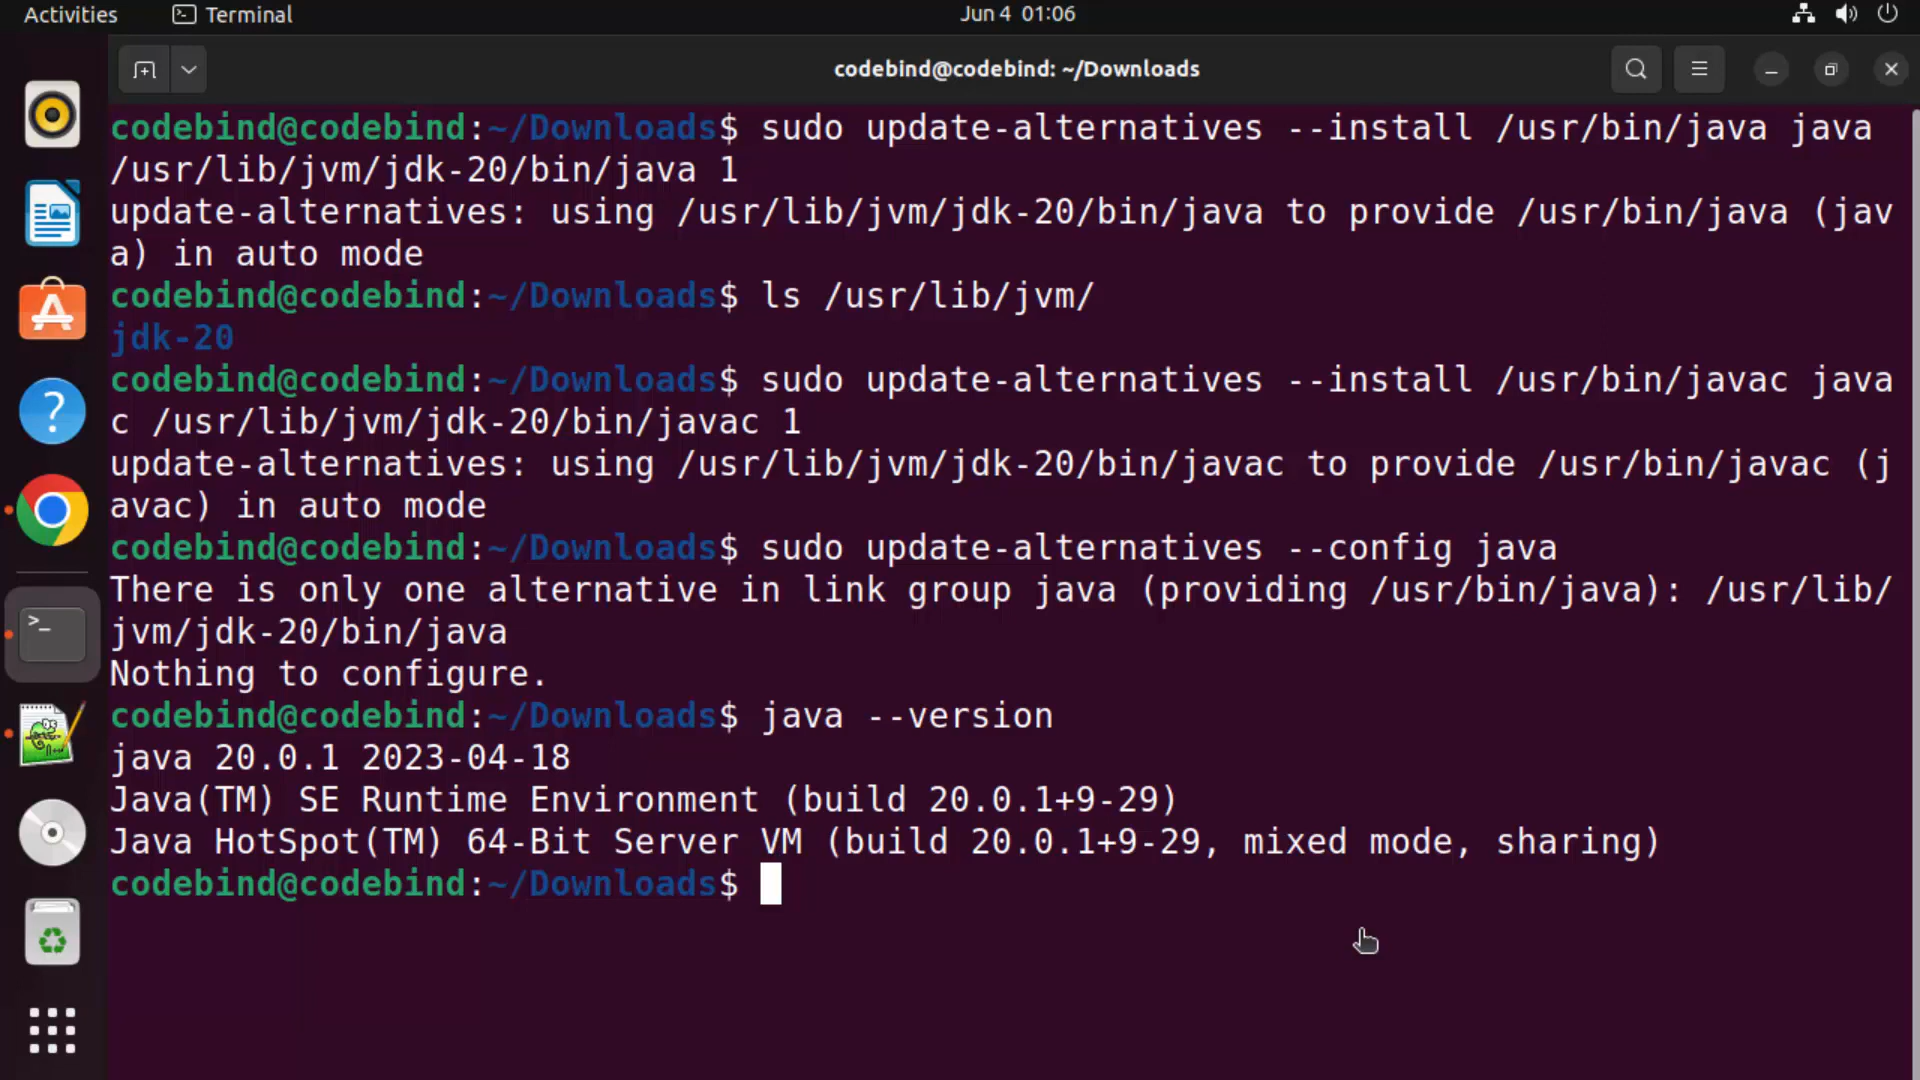 Activities
Terminal
Jun 4 01:06
codebind@codebind: ~/Downloads
codebind@codebind:~/Downloads$ sudo update-alternatives --install /usr/bin/java java
/usr/lib/jvm/jdk-20/bin/java 1
update-alternatives: using /usr/lib/jvm/jdk-20/bin/java to provide /usr/bin/java (jav
a) in auto mode
codebind@codebind:~/Downloads$ ls /usr/lib/jvm/
jdk-20
codebind@codebind:~/Downloads$ sudo update-alternatives --install /usr/bin/javac java
c /usr/lib/jvm/jdk-20/bin/javac 1
update-alternatives: using /usr/lib/jvm/jdk-20/bin/javac to provide /usr/bin/javac (j
avac) in auto mode
codebind@codebind:~/Downloads$ sudo update-alternatives --config java
There is only one alternative in link group java (providing /usr/bin/java): /usr/lib/
jvm/jdk-20/bin/java
Nothing to configure.
codebind@codebind:~/Downloads$ java --version
java 20.0.1 2023-04-18
Java(TM) SE Runtime Environment (build 20.0.1+9-29)
Java HotSpot(TM) 64-Bit Server VM (build 20.0.1+9-29, mixed mode, sharing)
codebind@codebind:~/Downloads$